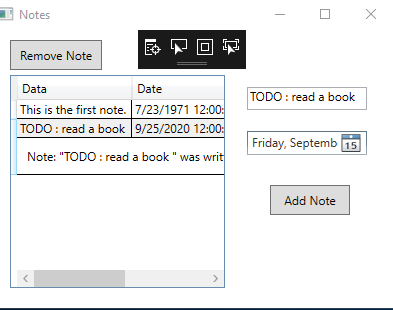 Notes
Remove Note
Data Date
This is the first note. 7/23/1971 12:00:
TODO : read a book 9/25/2020 12:00:
Note: "TODO : read a book " was writ
TODO : read a book
Friday, Septemb 15
Add Note